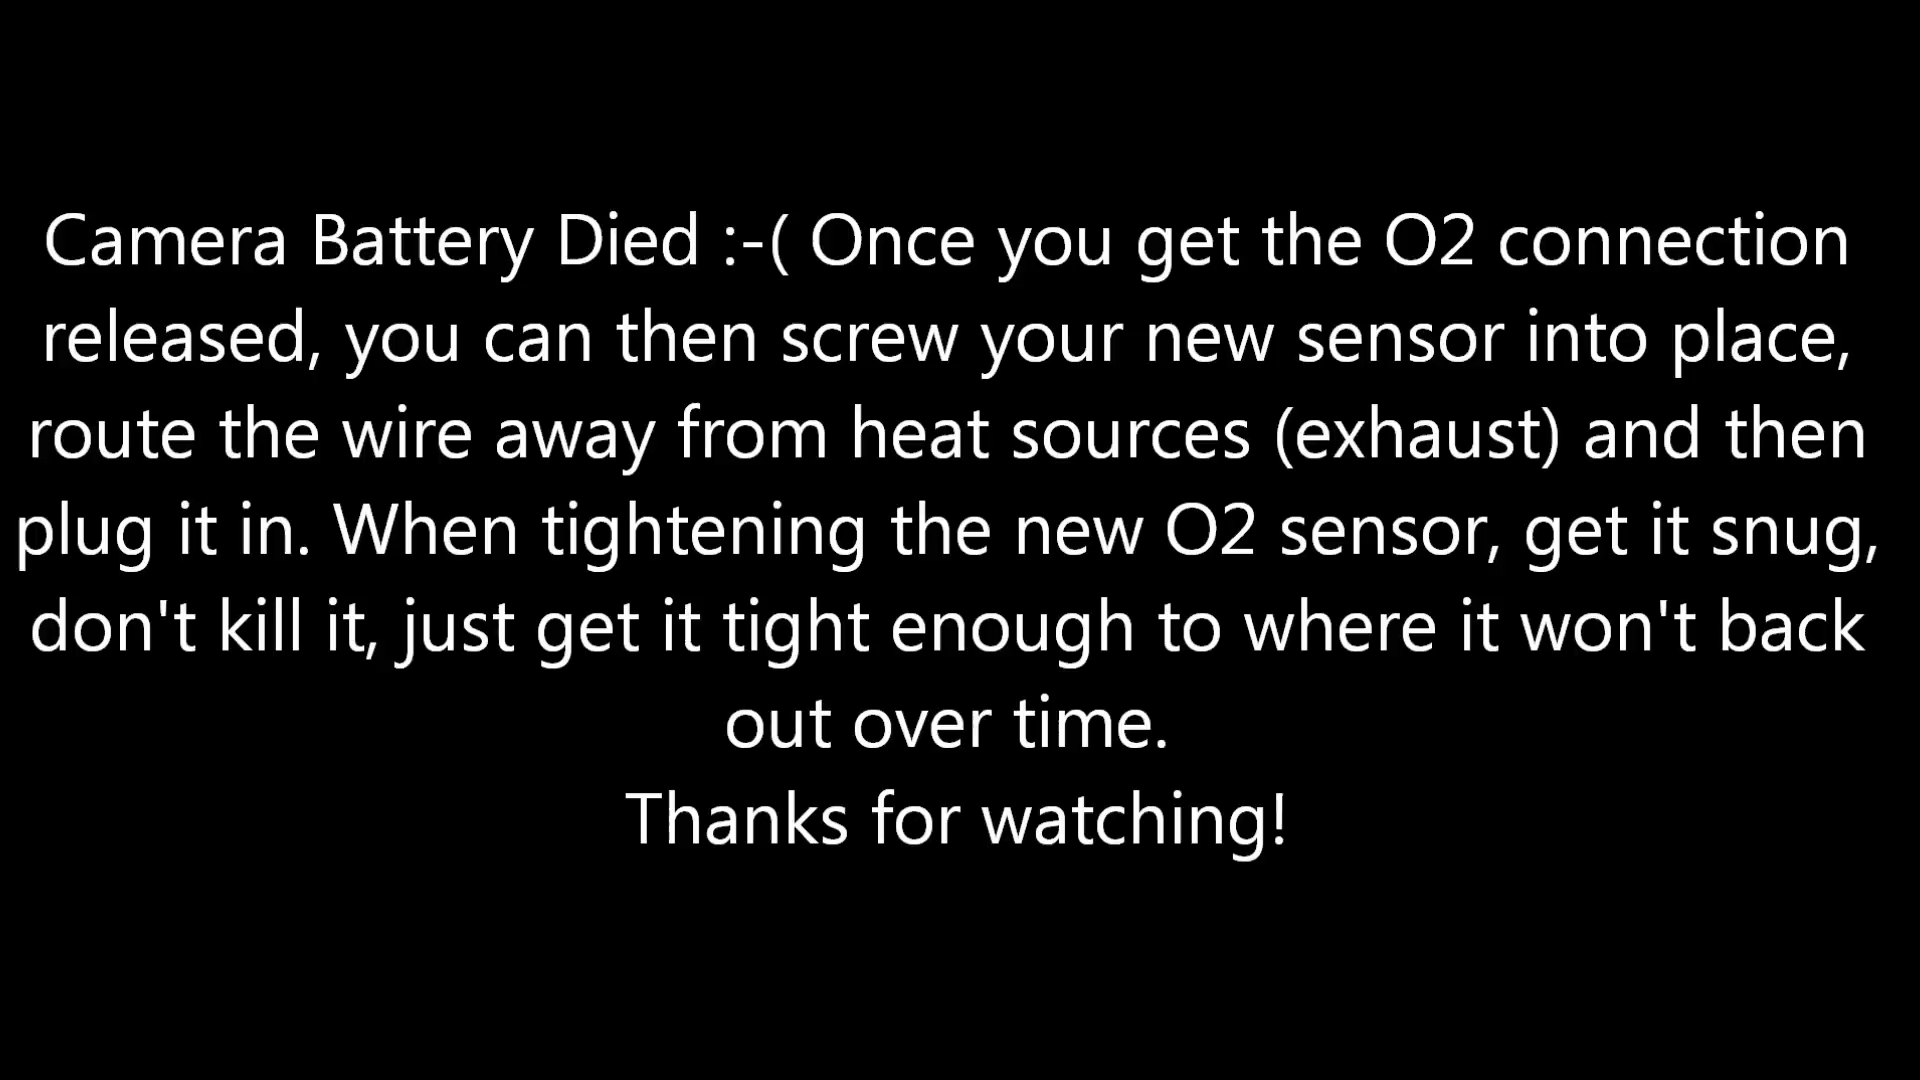 Camera Battery Died :-( Once you get the O2 connection
released, you can then screw your new sensor into place,
route the wire away from heat sources (exhaust) and then
plug it in. When tightening the new O2 sensor, get it snug,
don't kill it, just get it tight enough to where it won't back
out over time.
Thanks for watching!